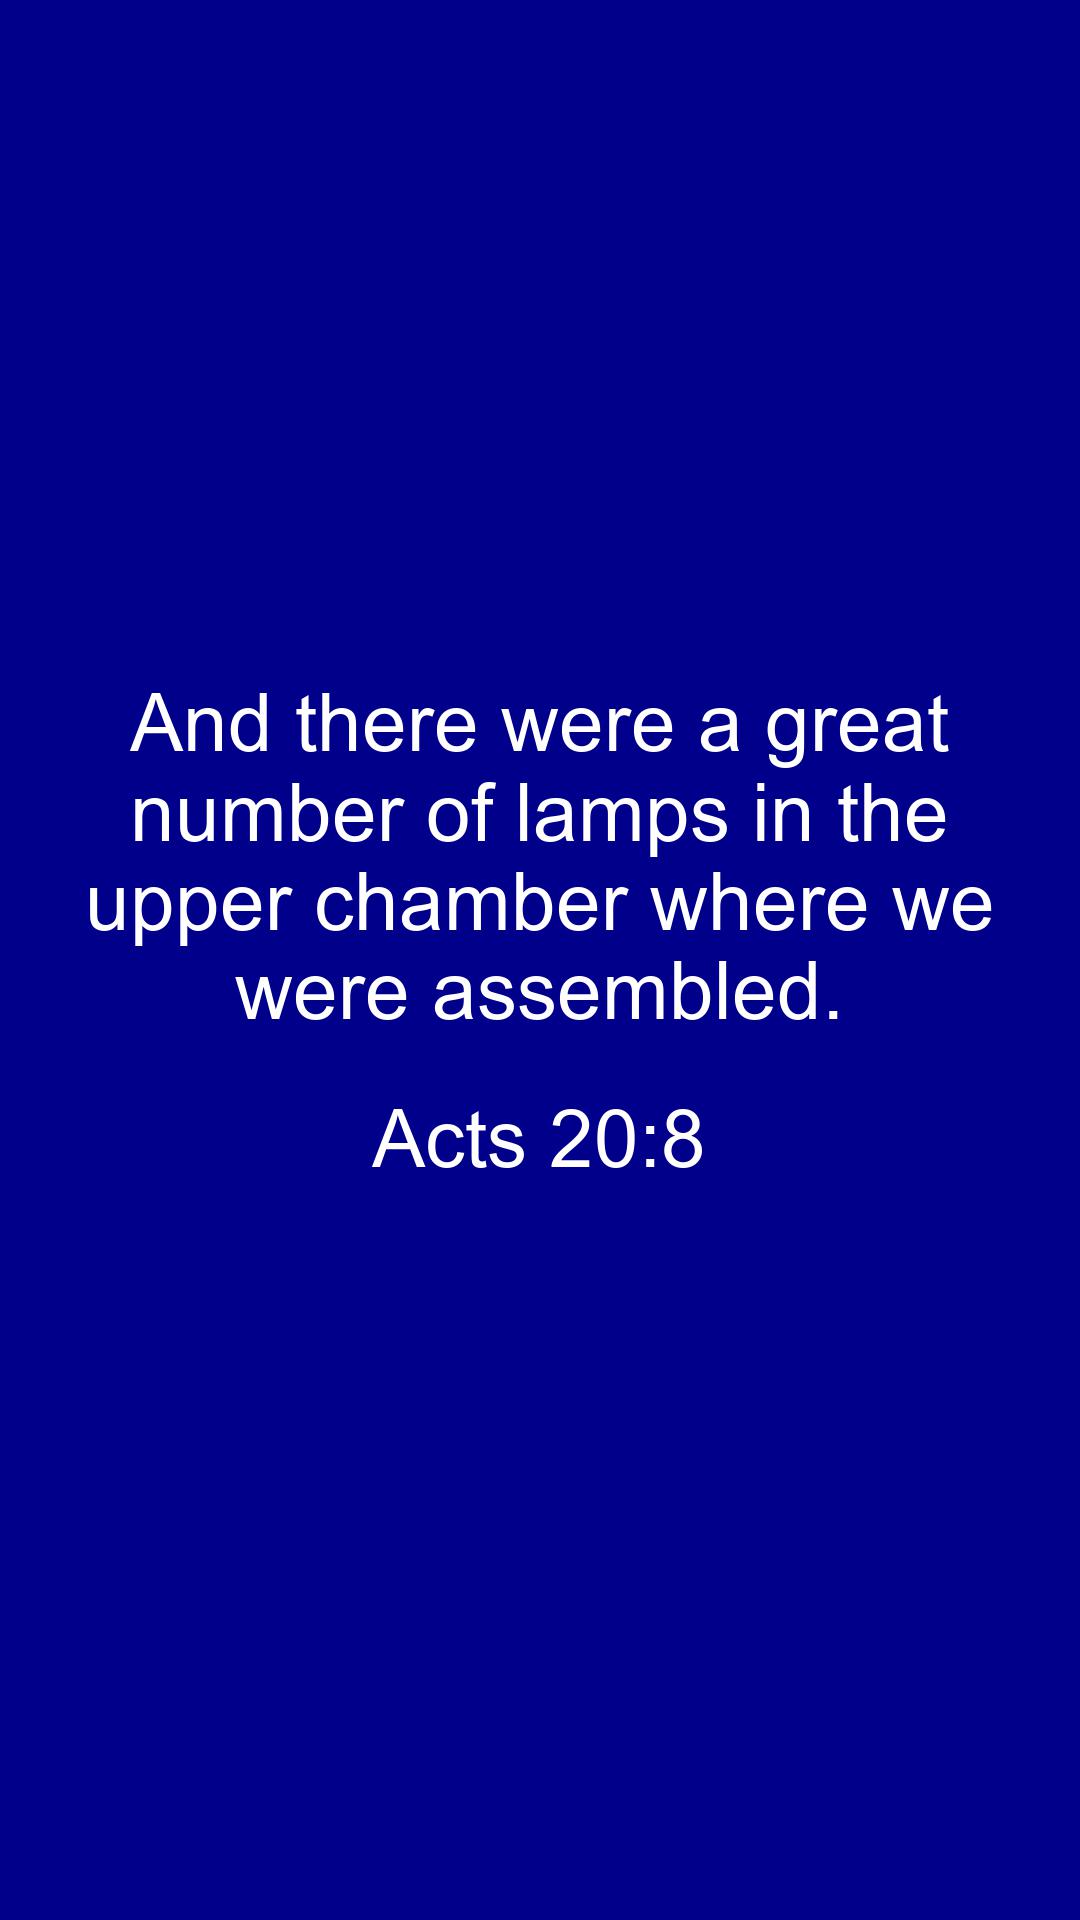 And there were a great
number of lamps in the
upper chamber where we
were assembled.
Acts 20:8